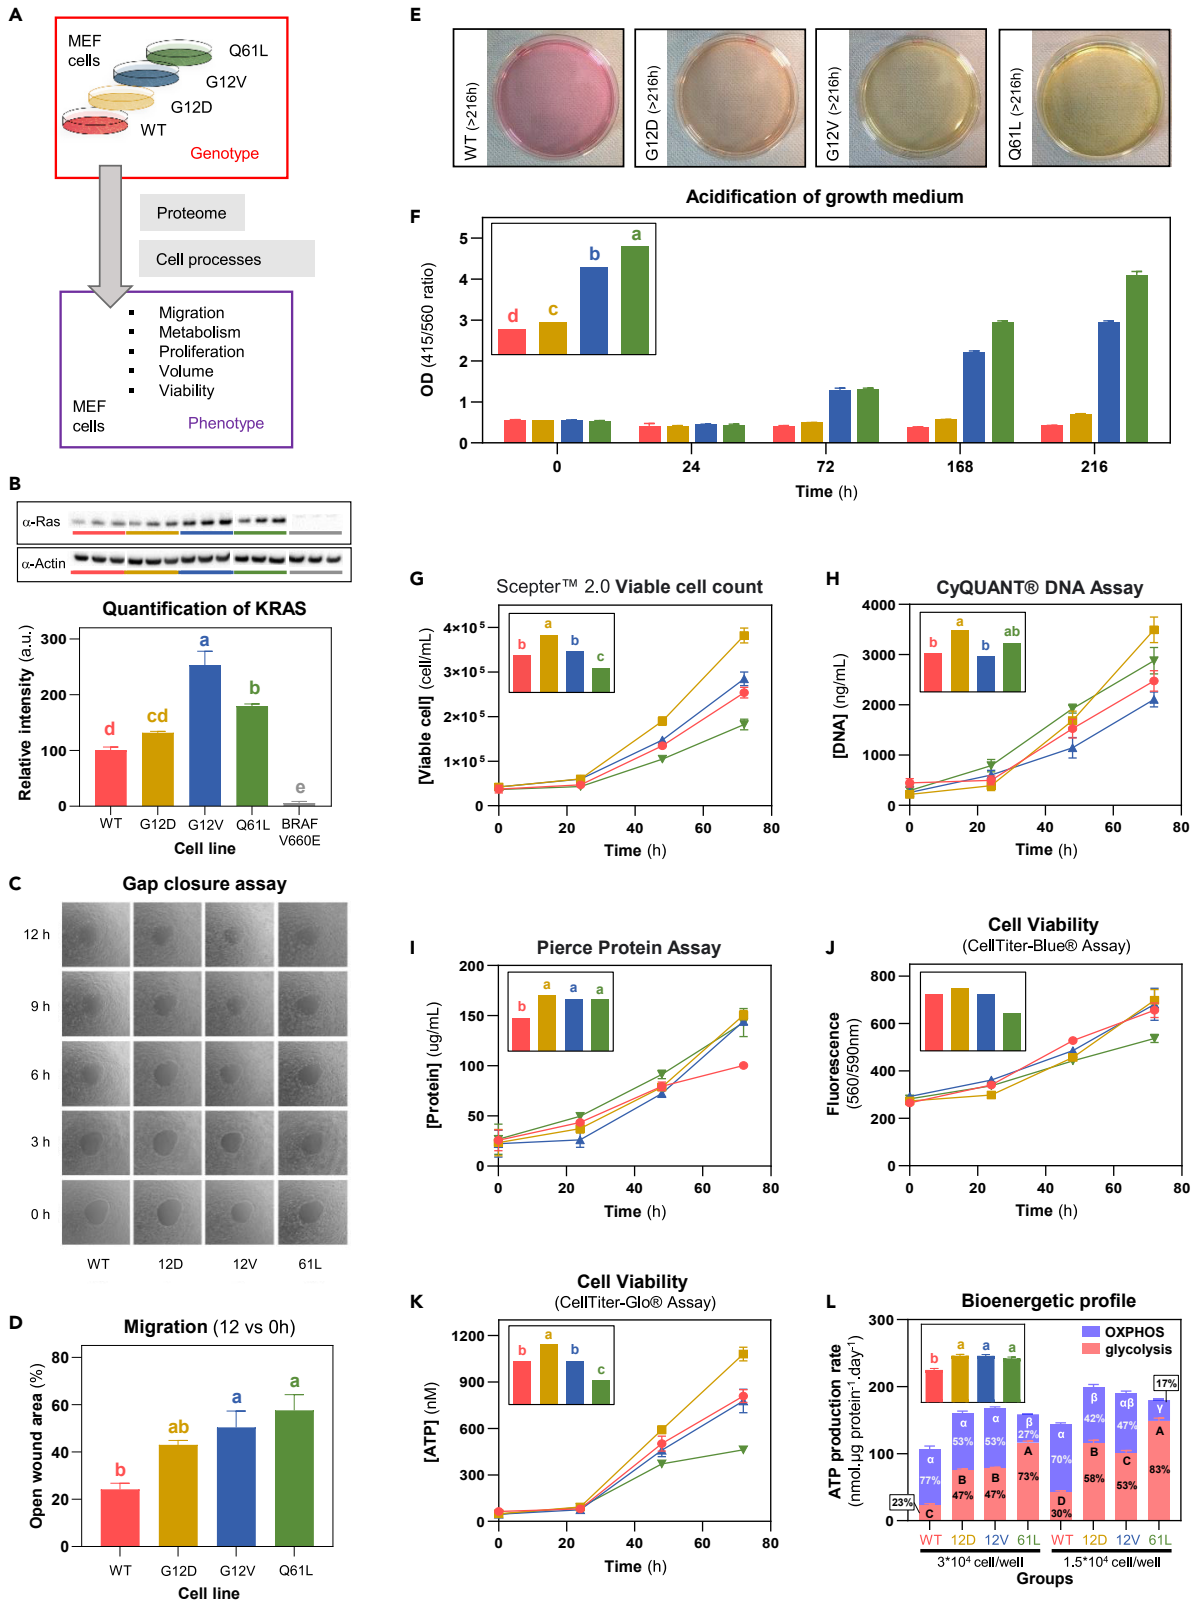 A
MEF
cells
Q61L
G12V
G12D
WT
Genotype
Proteome
Cell processes
▪ Migration
▪ Metabolism
▪ Proliferation
▪ Volume
▪ Viability
MEF
cells
Phenotype
B
α-Ras
α-Actin
Quantification of KRAS
Relative intensity (a.u.)
300
200
100
0
d
cd
a
b
e
WT
G12D
G12V
Q61L
BRAF
V660E
Cell line
C
Gap closure assay
12 h
9 h
6 h
3 h
0 h
WT
12D
12V
61L
D
Migration (12 vs 0h)
Open wound area (%)
80
60
40
20
0
b
ab
a
a
WT
G12D
G12V
Q61L
Cell line
E
WT (>216h)
G12D (>216h)
G12V (>216h)
Q61L (>216h)
F
Acidification of growth medium
OD (415/560 ratio)
5
4
3
2
1
0
d
c
b
a
0
24
72
168
216
Time (h)
G
Scepter™ 2.0 Viable cell count
[Viable cell] (cell/mL)
4×10⁵
3×10⁵
2×10⁵
1×10⁵
0
b
a
b
c
0 20 40 60 80
Time (h)
H
CyQUANT® DNA Assay
[DNA] (ng/mL)
4000
3000
2000
1000
0
b
a
b
ab
0 20 40 60 80
Time (h)
I
Pierce Protein Assay
[Protein] (ug/mL)
200
150
100
50
0
b
a
a
a
0 20 40 60 80
Time (h)
J
Cell Viability
(CellTiter-Blue® Assay)
Fluorescence
(560/590nm)
800
600
400
200
0
0 20 40 60 80
Time (h)
K
Cell Viability
(CellTiter-Glo® Assay)
[ATP] (nM)
1200
900
600
300
0
b
a
b
c
0 20 40 60 80
Time (h)
L
Bioenergetic profile
ATP production rate
(nmol.µg protein⁻¹.day⁻¹)
300
200
100
0
b
a
a
a
OXPHOS
glycolysis
17%
23%
α
77%
C
α
53%
B
47%
α
53%
B
47%
β
27%
A
73%
α
70%
D
30%
β
42%
B
58%
αβ
47%
C
53%
γ
A
83%
WT 12D 12V 61L WT 12D 12V 61L
3*10⁴ cell/well
1.5*10⁴ cell/well
Groups